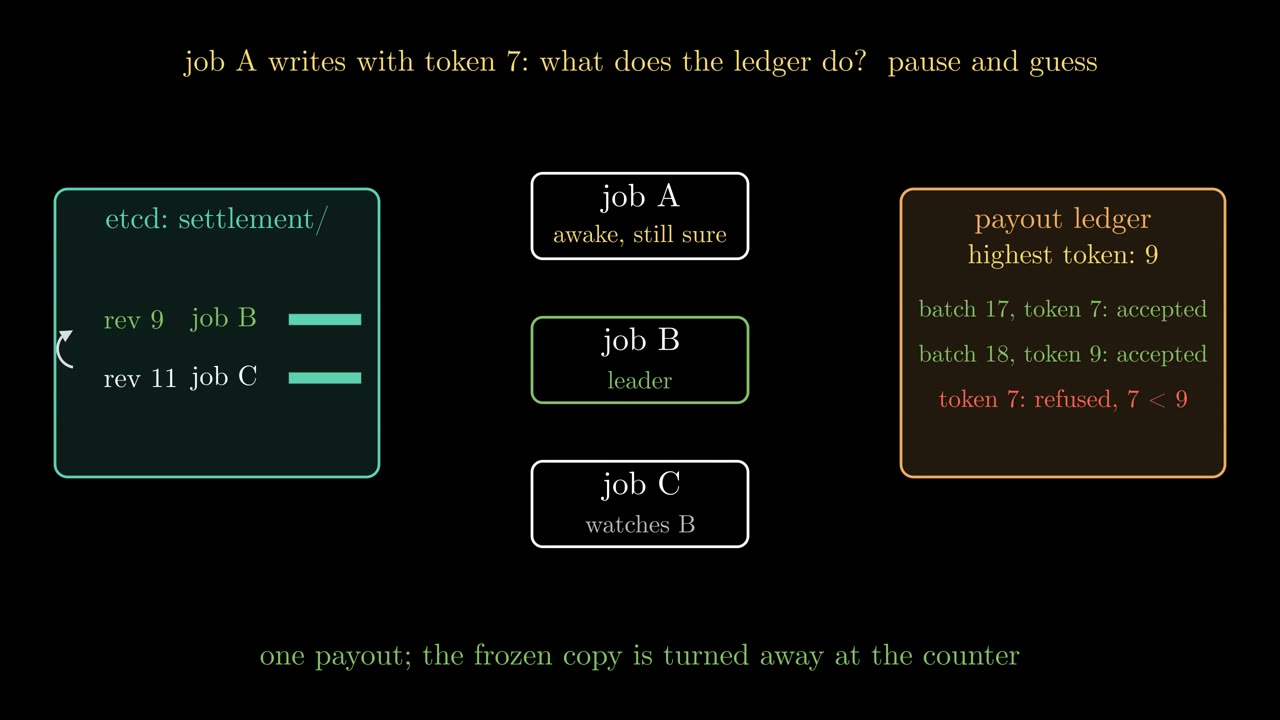 job A writes with token 7: what does the ledger do? pause and guess
etcd: settlement/
rev 9 job B
rev 11 job C
job A
awake, still sure
job B
leader
job C
watches B
payout ledger
highest token: 9
batch 17, token 7: accepted
batch 18, token 9: accepted
token 7: refused, 7 < 9
one payout; the frozen copy is turned away at the counter